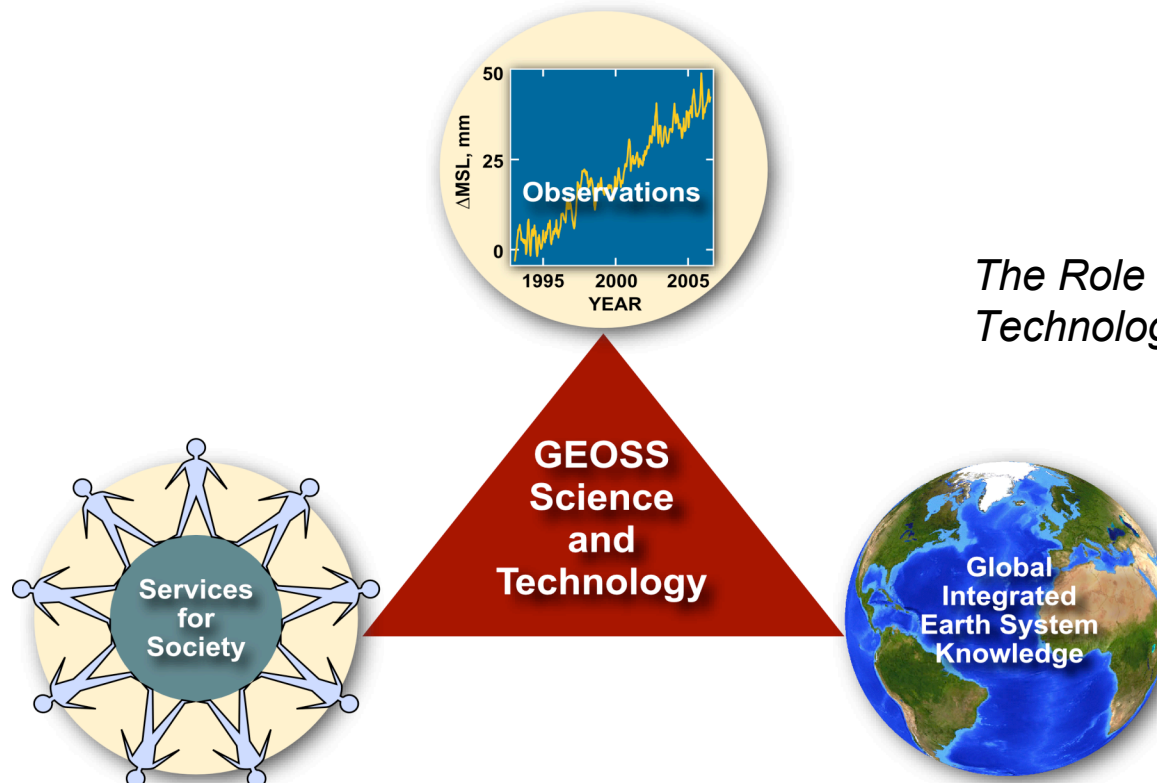 50
25
0
ΔMSL, mm
Observations
1995 2000 2005
YEAR
The Role
GEOSS
Science
and
Technology
Services
for
Society
Global
Integrated
Earth System
Knowledge